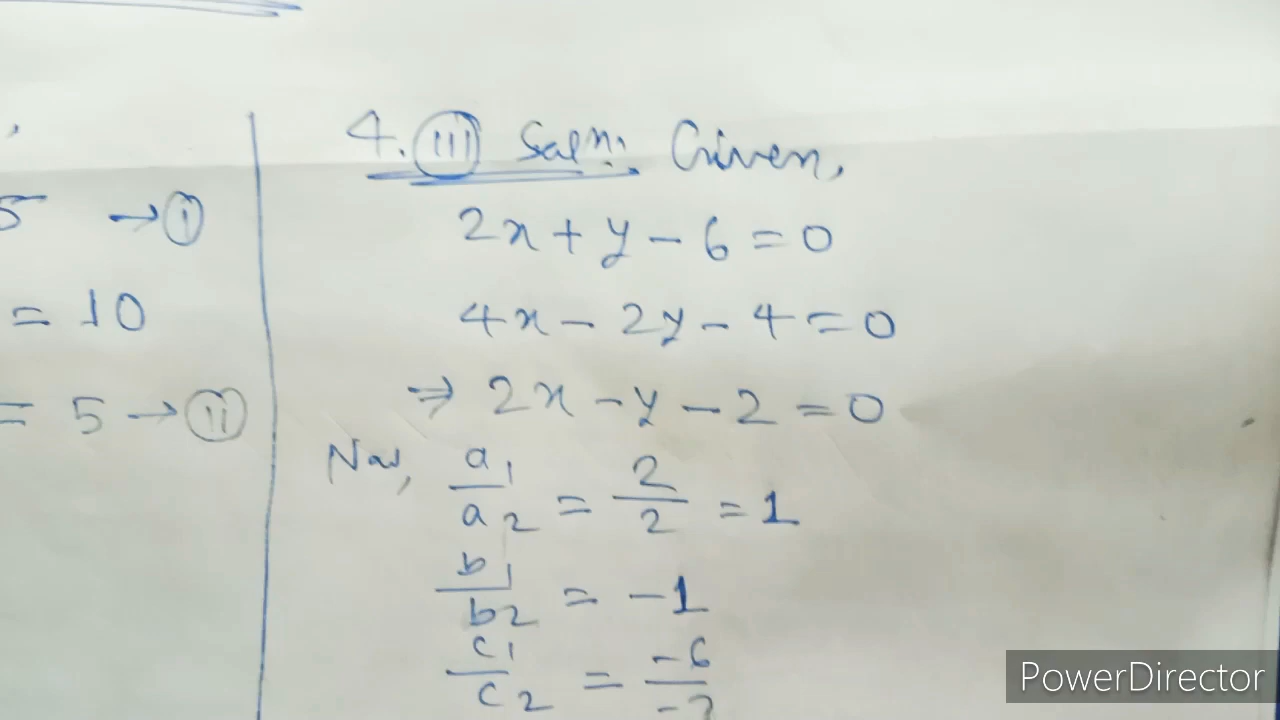 5 → (i)
= 10
= 5 → (ii)
4. (iii) Soln: Given,
2x + y - 6 = 0
4x - 2y - 4 = 0
⇒ 2x - y - 2 = 0
Now, a1/a2 = 2/2 = 1
b1/b2 = -1
c1/c2 = -6/-2
PowerDirector